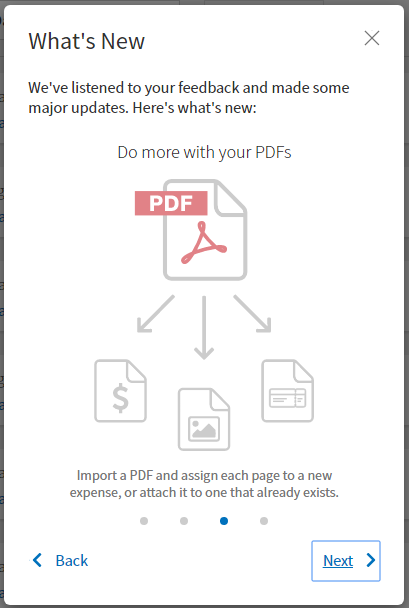 What's New
We've listened to your feedback and made some
major updates. Here's what's new:
Do more with your PDFs
PDF
$
Import a PDF and assign each page to a new
expense, or attach it to one that already exists.
Back
Next